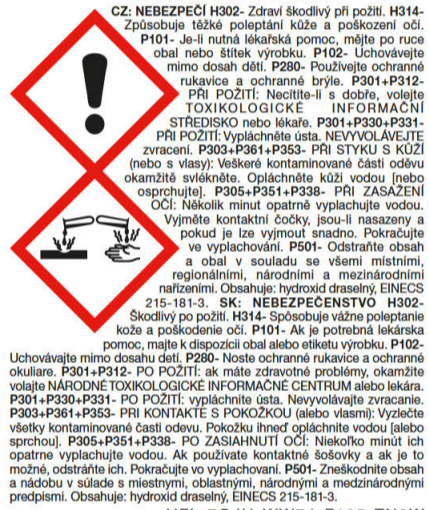 CZ: NEBEZPEČÍ H302- Zdraví škodlivý při požití. H314-
Způsobuje těžké poleptání kůže a poškození očí.
P101- Je-li nutná lékařská pomoc, mějte po ruce
obal nebo štítek výrobku. P102- Uchovávejte
mimo dosah dětí. P280- Používejte ochranné
rukavice a ochranné brýle. P301+P312-
PŘI POŽITÍ: Necítíte-li s dobře, volejte
TOXIKOLOGICKÉ INFORMAČNÍ
STŘEDISKO nebo lékaře. P301+P330+P331-
PŘI POŽITÍ: Vypláchněte ústa. NEVYVOLÁVEJTE
zvracení. P303+P361+P353- PŘI STYKU S KŮŽÍ
(nebo s vlasy): Veškeré kontaminované části oděvu
okamžitě svlékněte. Opláchněte kůži vodou [nebo
osprchujte]. P305+P351+P338- PŘI ZASAŽENÍ
OČÍ: Několik minut opatrně vyplachujte vodou.
Vyjměte kontaktní čočky, jsou-li nasazeny a
pokud je lze vyjmout snadno. Pokračujte
ve vyplachování. P501- Odstraňte obsah
a obal v souladu se všemi místními,
regionálními, národními a mezinárodními
nařízeními. Obsahuje: hydroxid draselný, EINECS
215-181-3. SK: NEBEZPEČENSTVO H302-
Škodlivý po požití. H314- Spôsobuje vážne poleptanie
kože a poškodenie očí. P101- Ak je potrebná lekárska
pomoc, majte k dispozícii obal alebo etiketu výrobku. P102-
Uchovávajte mimo dosahu detí. P280- Noste ochranné rukavice a ochranné
okuliare. P301+P312- PO POŽITÍ: ak máte zdravotné problémy, okamžite
volajte NÁRODNÉ TOXIKOLOGICKÉ INFORMAČNÉ CENTRUM alebo lekára.
P301+P330+P331- PO POŽITÍ: vypláchnite ústa. Nevyvolávajte zvracanie.
P303+P361+P353- PRI KONTAKTE S POKOŽKOU (alebo vlasmi): Vyzlečte
všetky kontaminované časti odevu. Pokožku ihneď opláchnite vodou [alebo
sprchou]. P305+P351+P338- PO ZASIAHNUTÍ OČÍ: Niekoľko minút ich
opatrne vyplachujte vodou. Ak používate kontaktné šošovky a ak je to
možné, odstráňte ich. Pokračujte vo vyplachovaní. P501- Zneškodnite obsah
a nádobu v súlade s miestnymi, oblastnými, národnými a medzinárodnými
predpismi. Obsahuje: hydroxid draselný, EINECS 215-181-3.